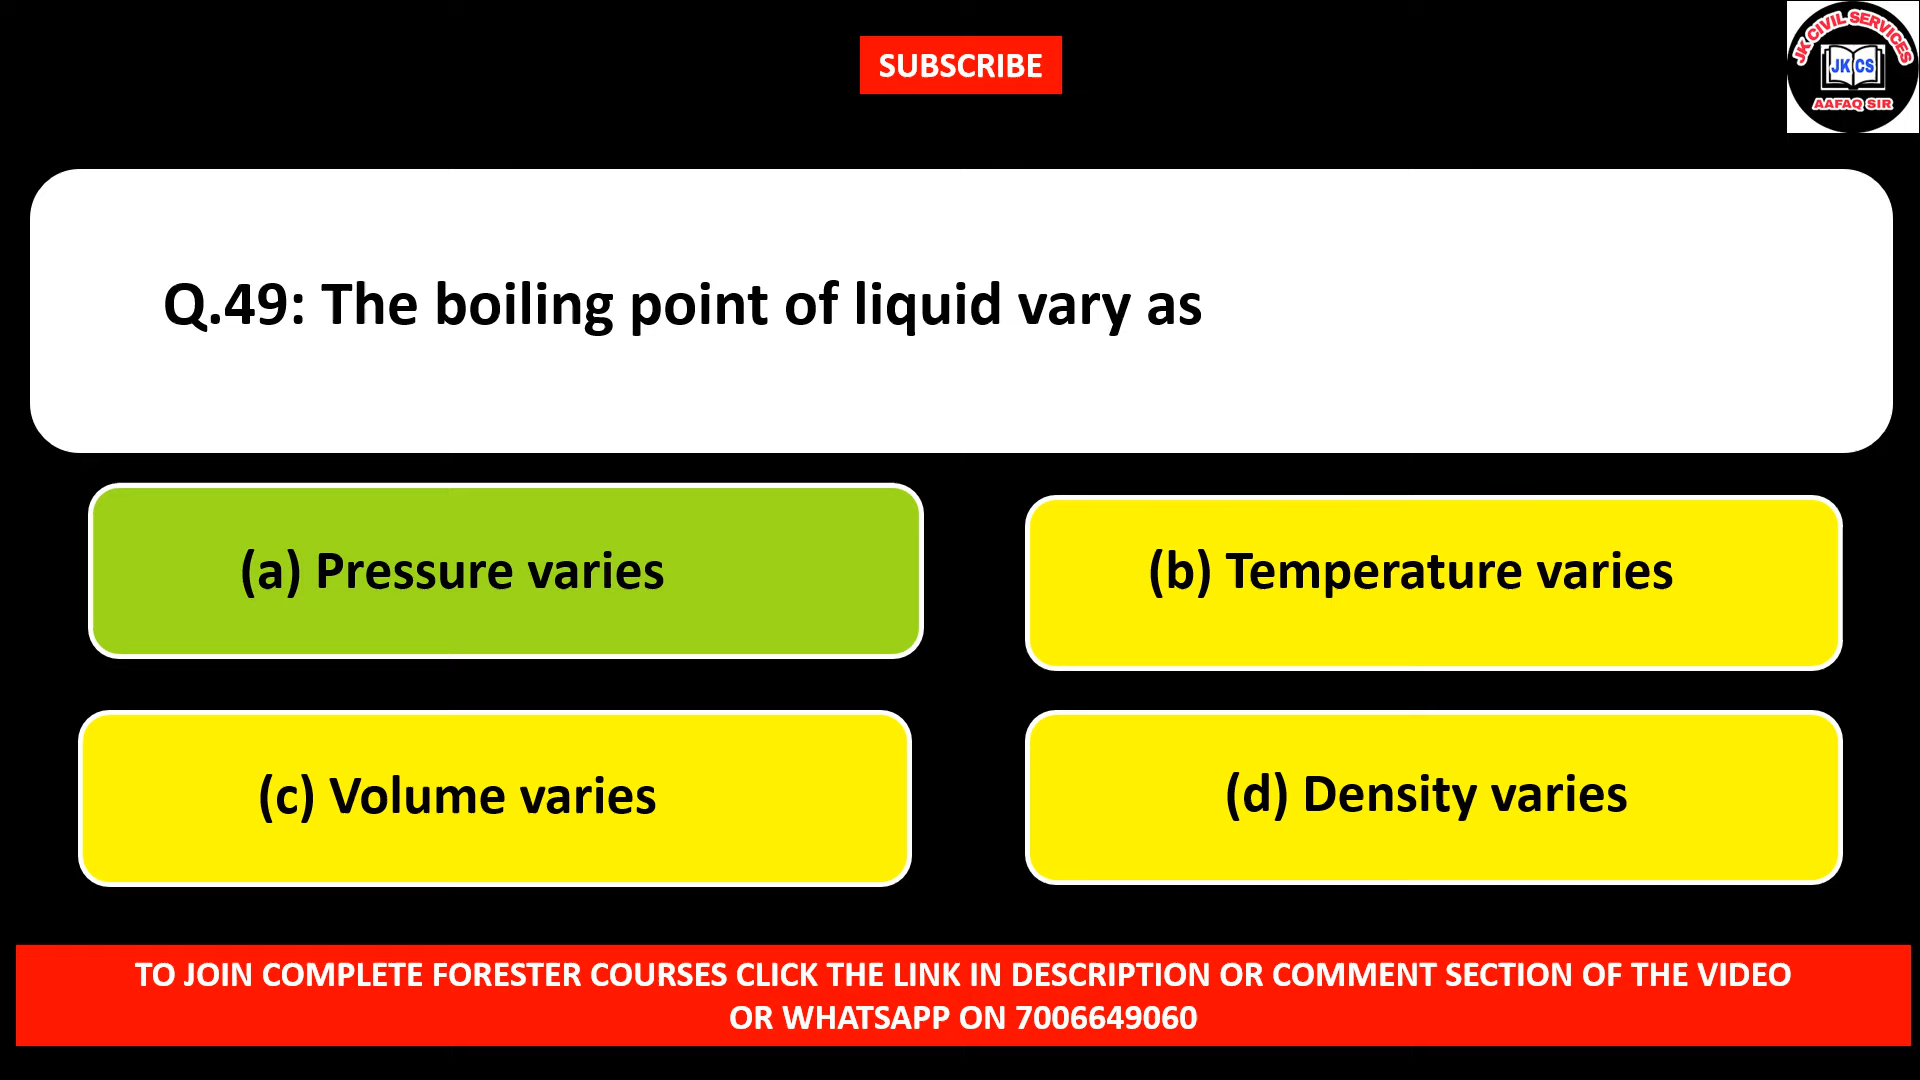 SUBSCRIBE
JK CIVIL SERVICES
JK CS
AAFAQ SIR
Q.49: The boiling point of liquid vary as
(a) Pressure varies
(b) Temperature varies
(c) Volume varies
(d) Density varies
TO JOIN COMPLETE FORESTER COURSES CLICK THE LINK IN DESCRIPTION OR COMMENT SECTION OF THE VIDEO
OR WHATSAPP ON 7006649060